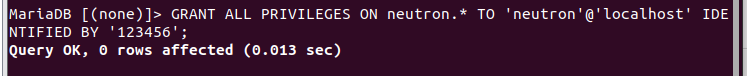 MariaDB [(none)]> GRANT ALL PRIVILEGES ON neutron.* TO 'neutron'@'localhost' IDE
NTIFIED BY '123456';
Query OK, 0 rows affected (0.013 sec)